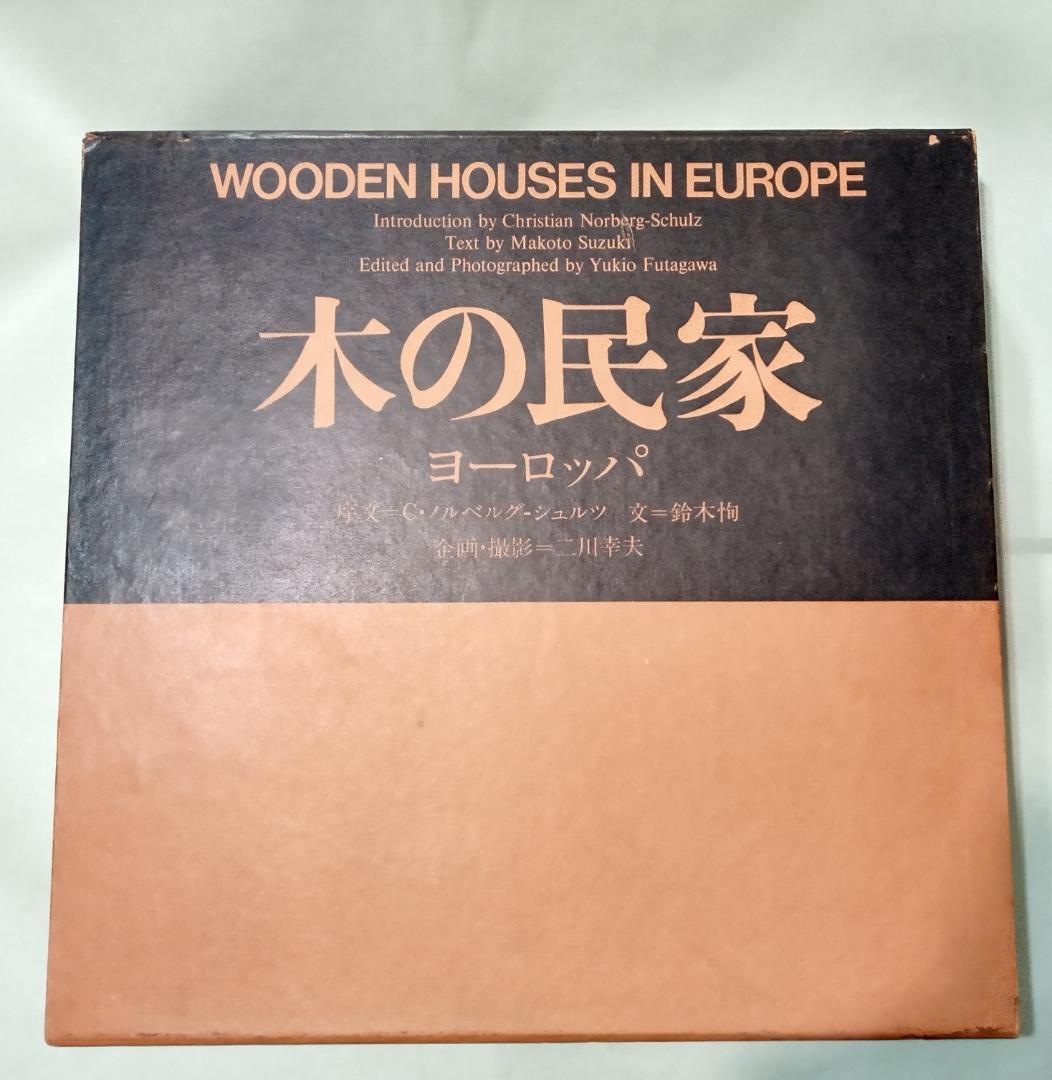 WOODEN HOUSES IN EUROPE
Introduction by Christian Norberg-Schulz
Text by Makoto Suzuki
Edited and Photographed by Yukio Futagawa
木の民家
ヨーロッパ
序文=C・ノルベルグ-シュルツ 文=鈴木恂
企画・撮影=二川幸夫